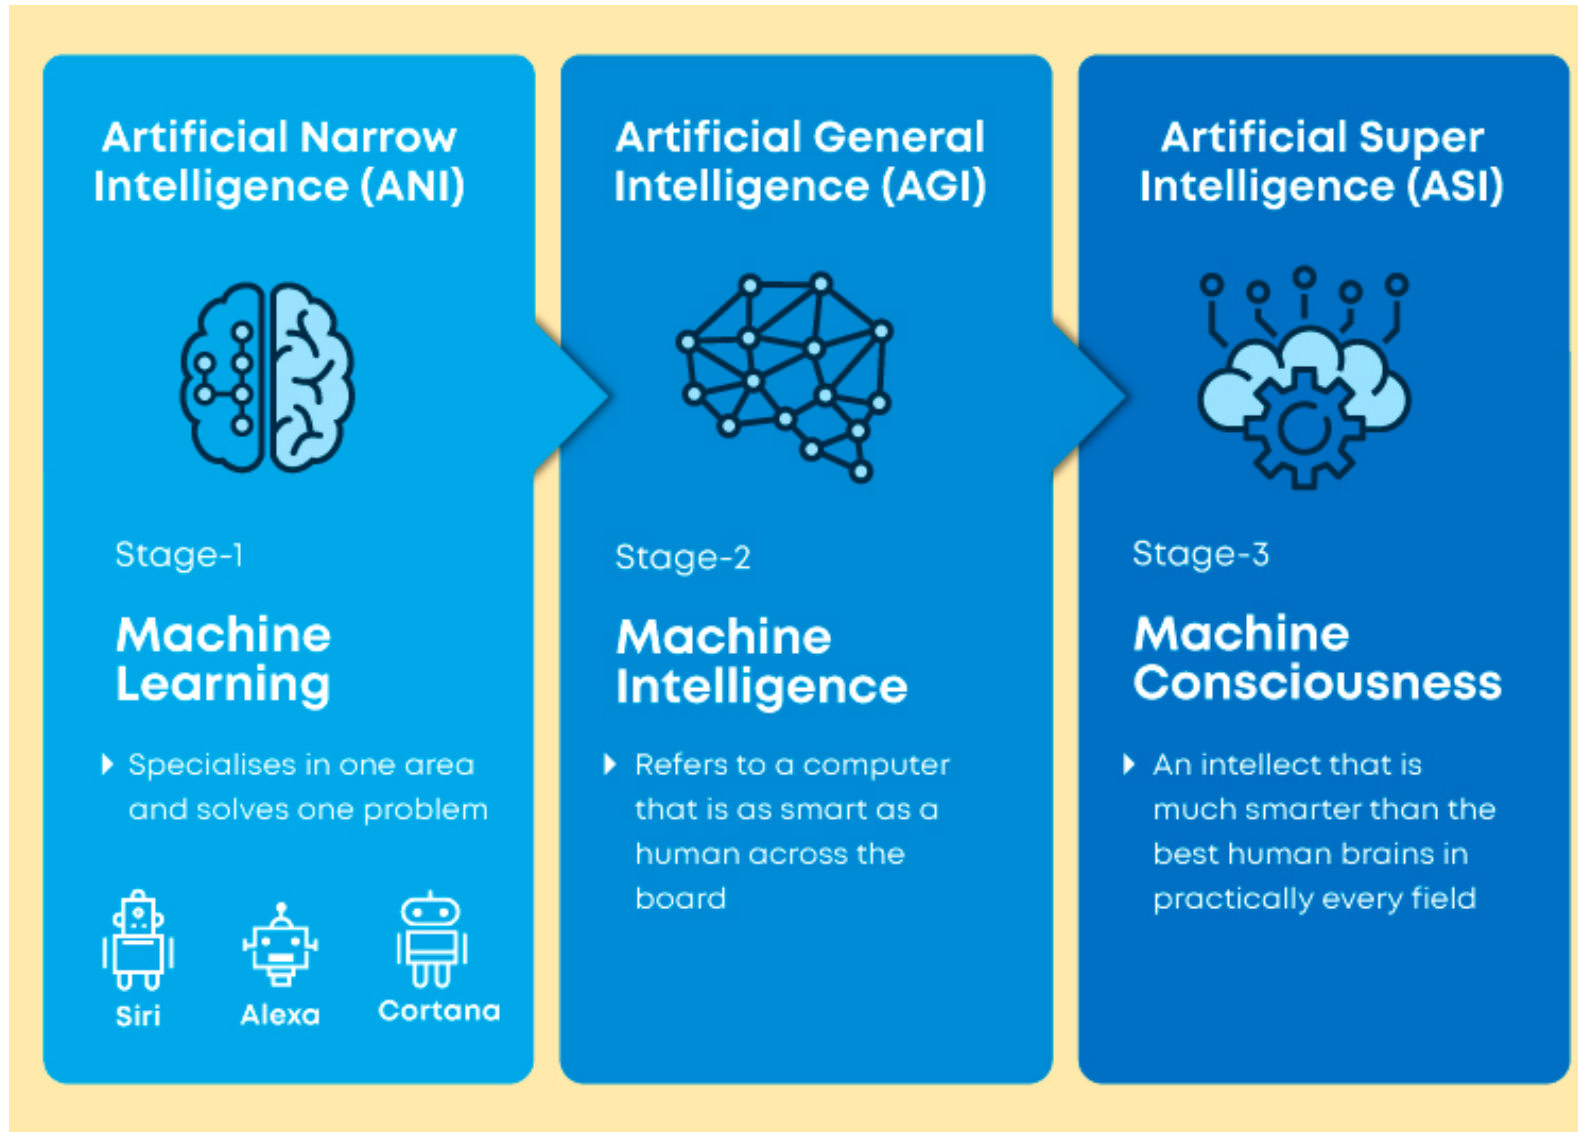 Artificial Narrow
Intelligence (ANI)
Stage-1
Machine
Learning
Specialises in one area
and solves one problem
Siri
Alexa
Cortana
Artificial General
Intelligence (AGI)
Stage-2
Machine
Intelligence
Refers to a computer
that is as smart as a
human across the
board
Artificial Super
Intelligence (ASI)
Stage-3
Machine
Consciousness
An intellect that is
much smarter than the
best human brains in
practically every field